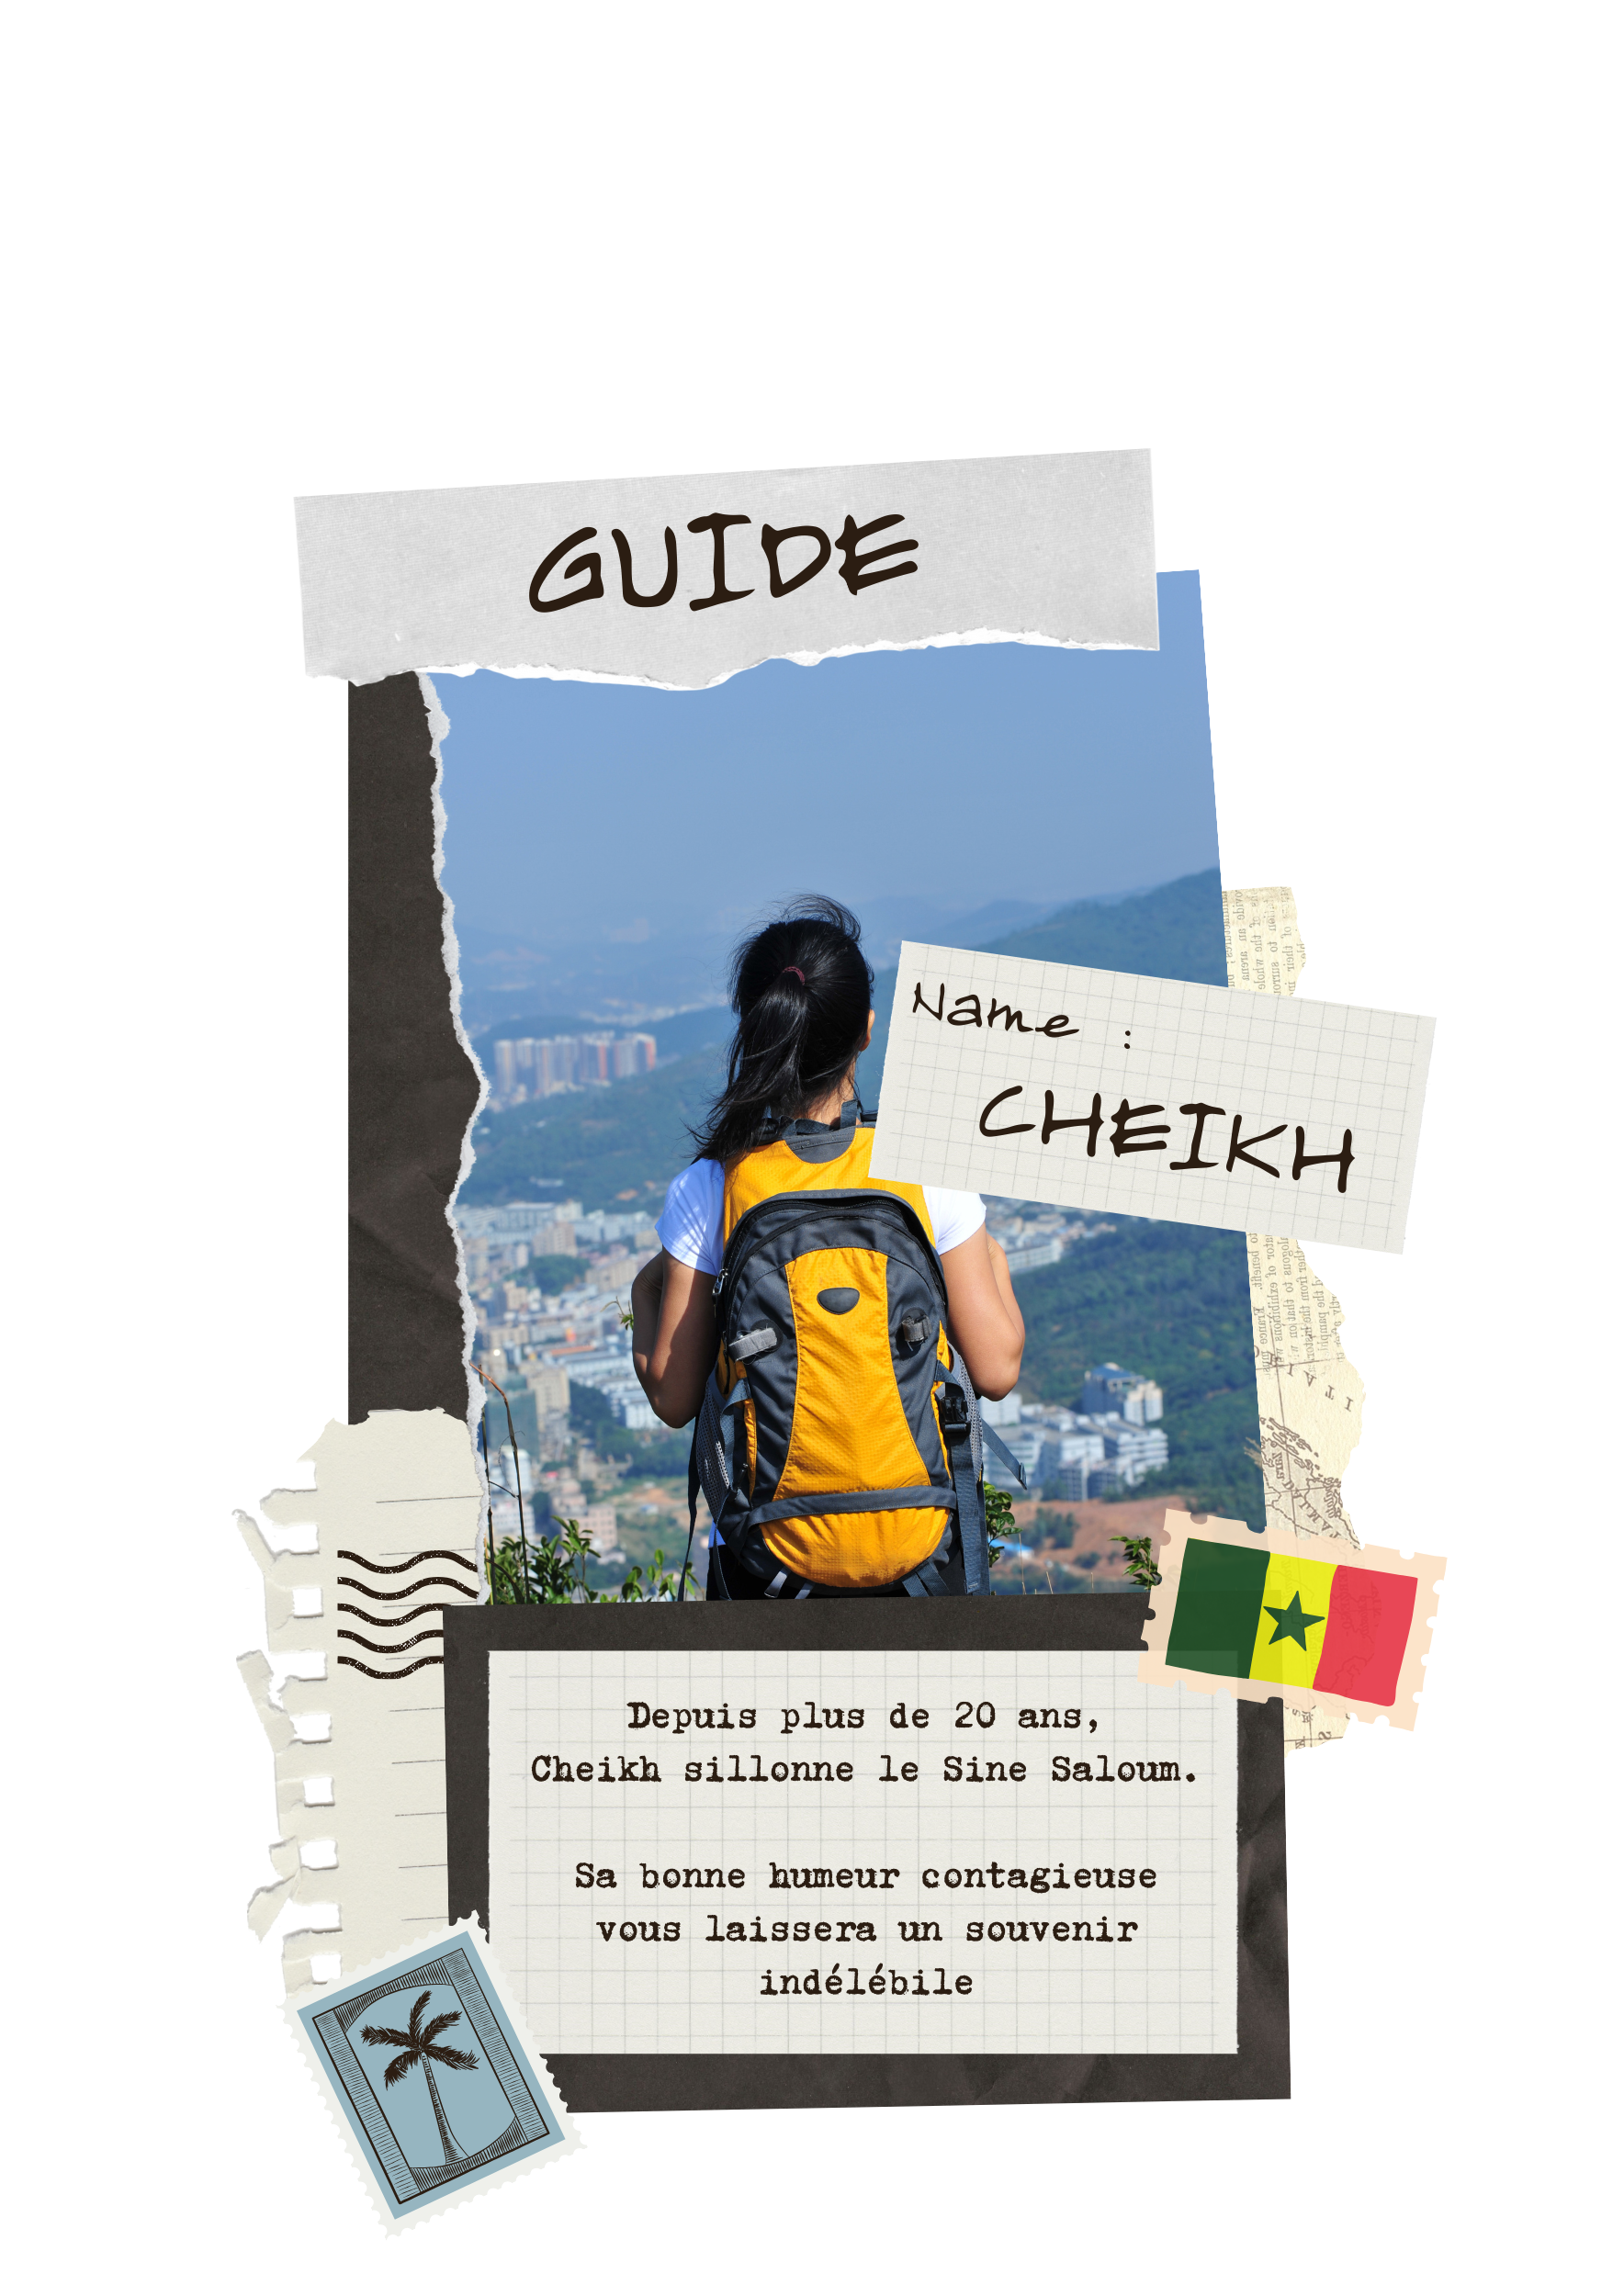 GUIDE
Name :
CHEIKH
Depuis plus de 20 ans,
Cheikh sillonne le Sine Saloum.
Sa bonne humeur contagieuse
vous laissera un souvenir
indélébile